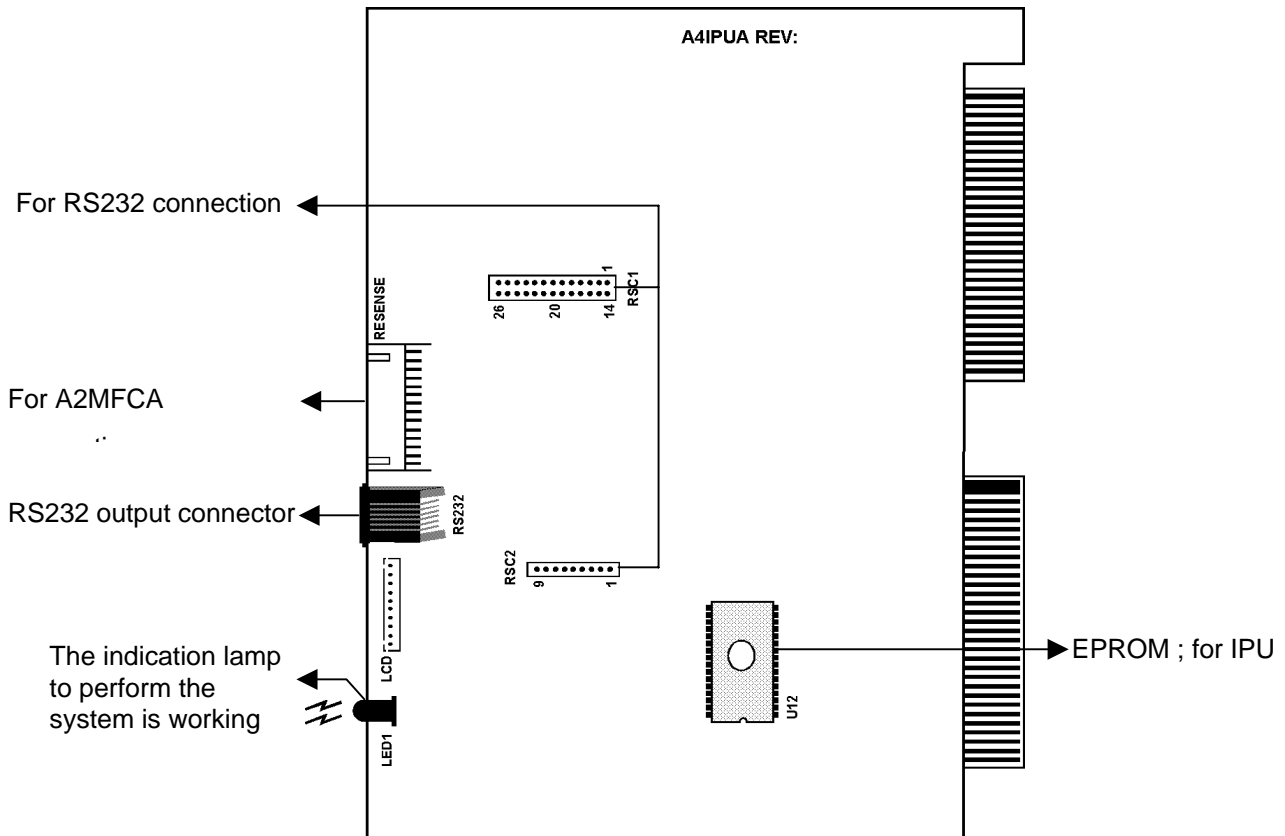 A4IPUA REV:
For RS232 connection
1
RSC1
26
20
14
RESENSE
For A2MFCA
RS232 output connector
RS232
RSC2
9
1
The indication lamp
to perform the
system is working
LCD
LED1
U12
EPROM ; for IPU